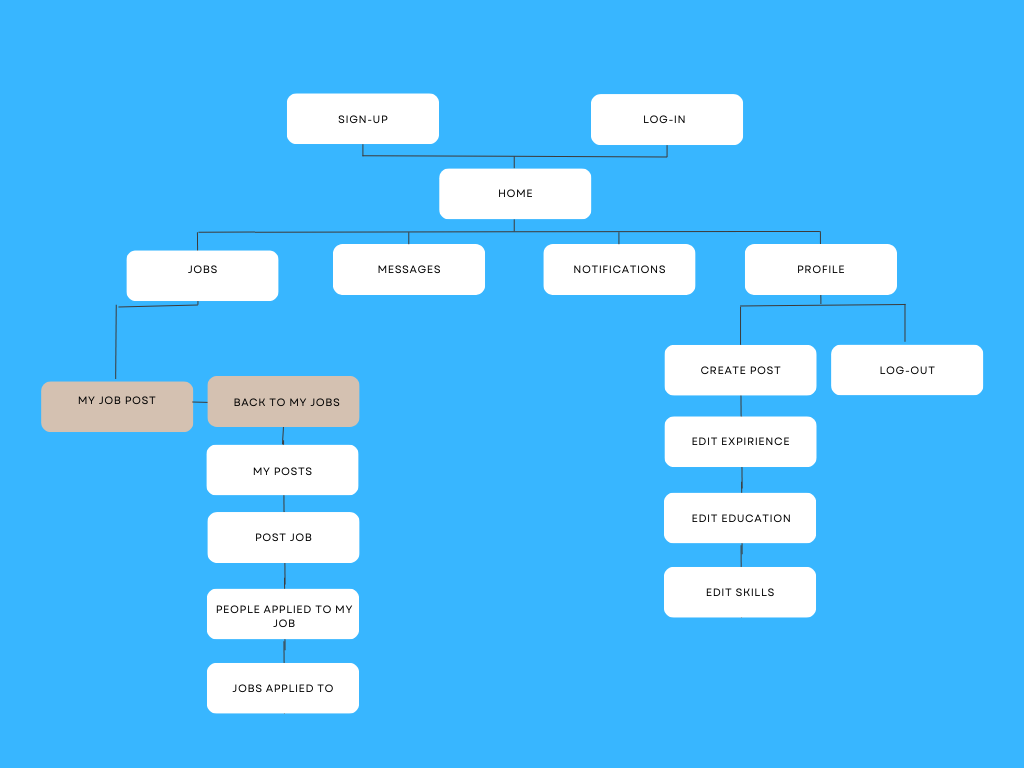 SIGN-UP
LOG-IN
HOME
JOBS
MESSAGES
NOTIFICATIONS
PROFILE
CREATE POST
LOG-OUT
MY JOB POST
BACK TO MY JOBS
EDIT EXPIRIENCE
MY POSTS
EDIT EDUCATION
POST JOB
EDIT SKILLS
PEOPLE APPLIED TO MY
JOB
JOBS APPLIED TO